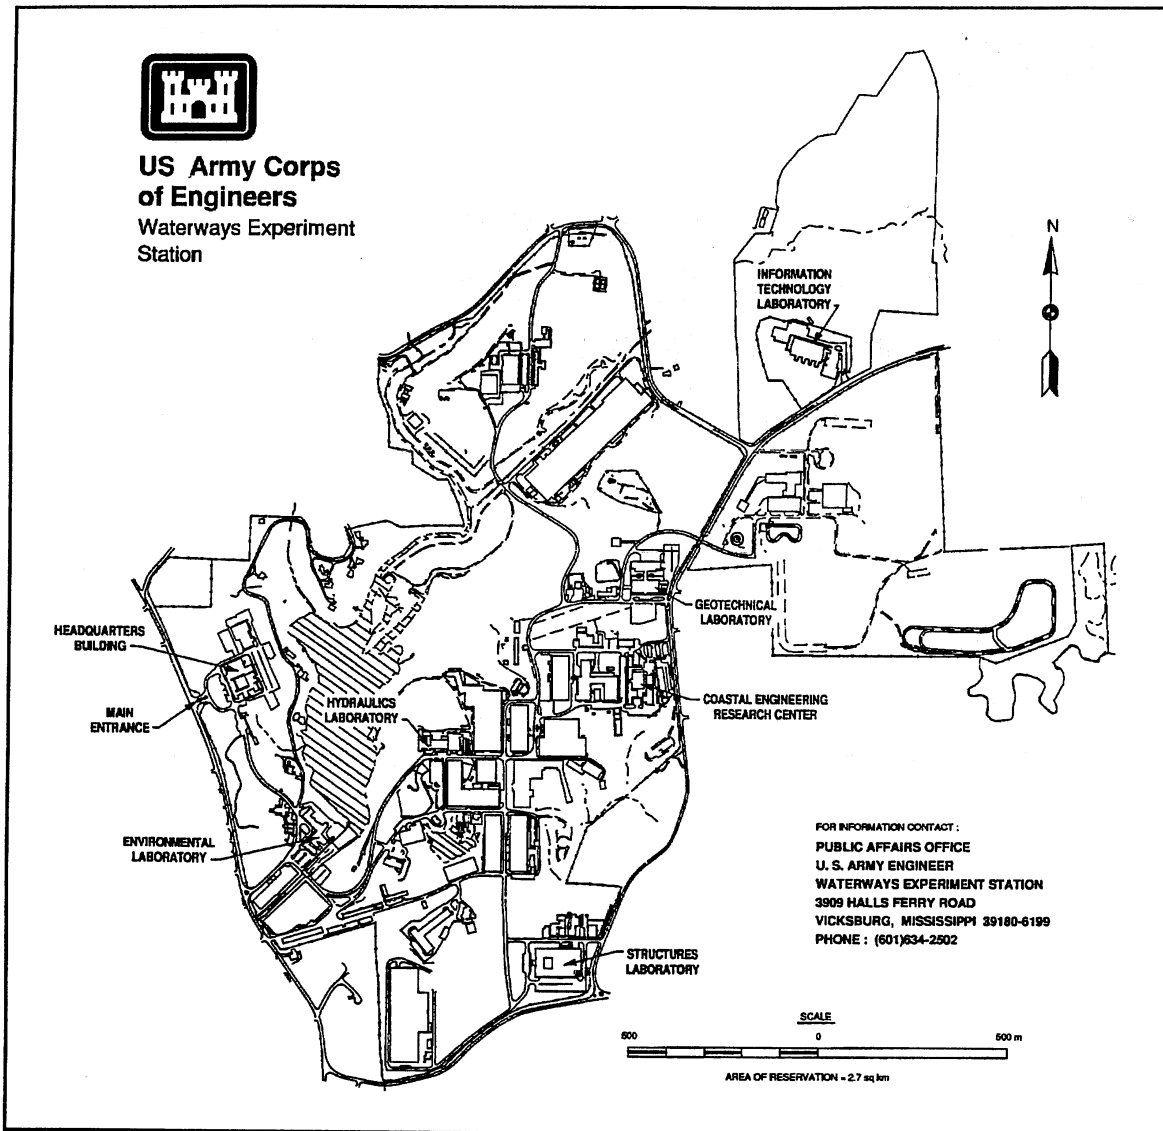 US Army Corps
of Engineers
Waterways Experiment
Station
N
INFORMATION
TECHNOLOGY
LABORATORY
GEOTECHNICAL
LABORATORY
HEADQUARTERS
BUILDING
MAIN
ENTRANCE
HYDRAULICS
LABORATORY
COASTAL ENGINEERING
RESEARCH CENTER
ENVIRONMENTAL
LABORATORY
STRUCTURES
LABORATORY
FOR INFORMATION CONTACT :
PUBLIC AFFAIRS OFFICE
U. S. ARMY ENGINEER
WATERWAYS EXPERIMENT STATION
3909 HALLS FERRY ROAD
VICKSBURG, MISSISSIPPI 39180-6199
PHONE : (601)634-2502
SCALE
500 0 500 m
AREA OF RESERVATION = 2.7 sq km